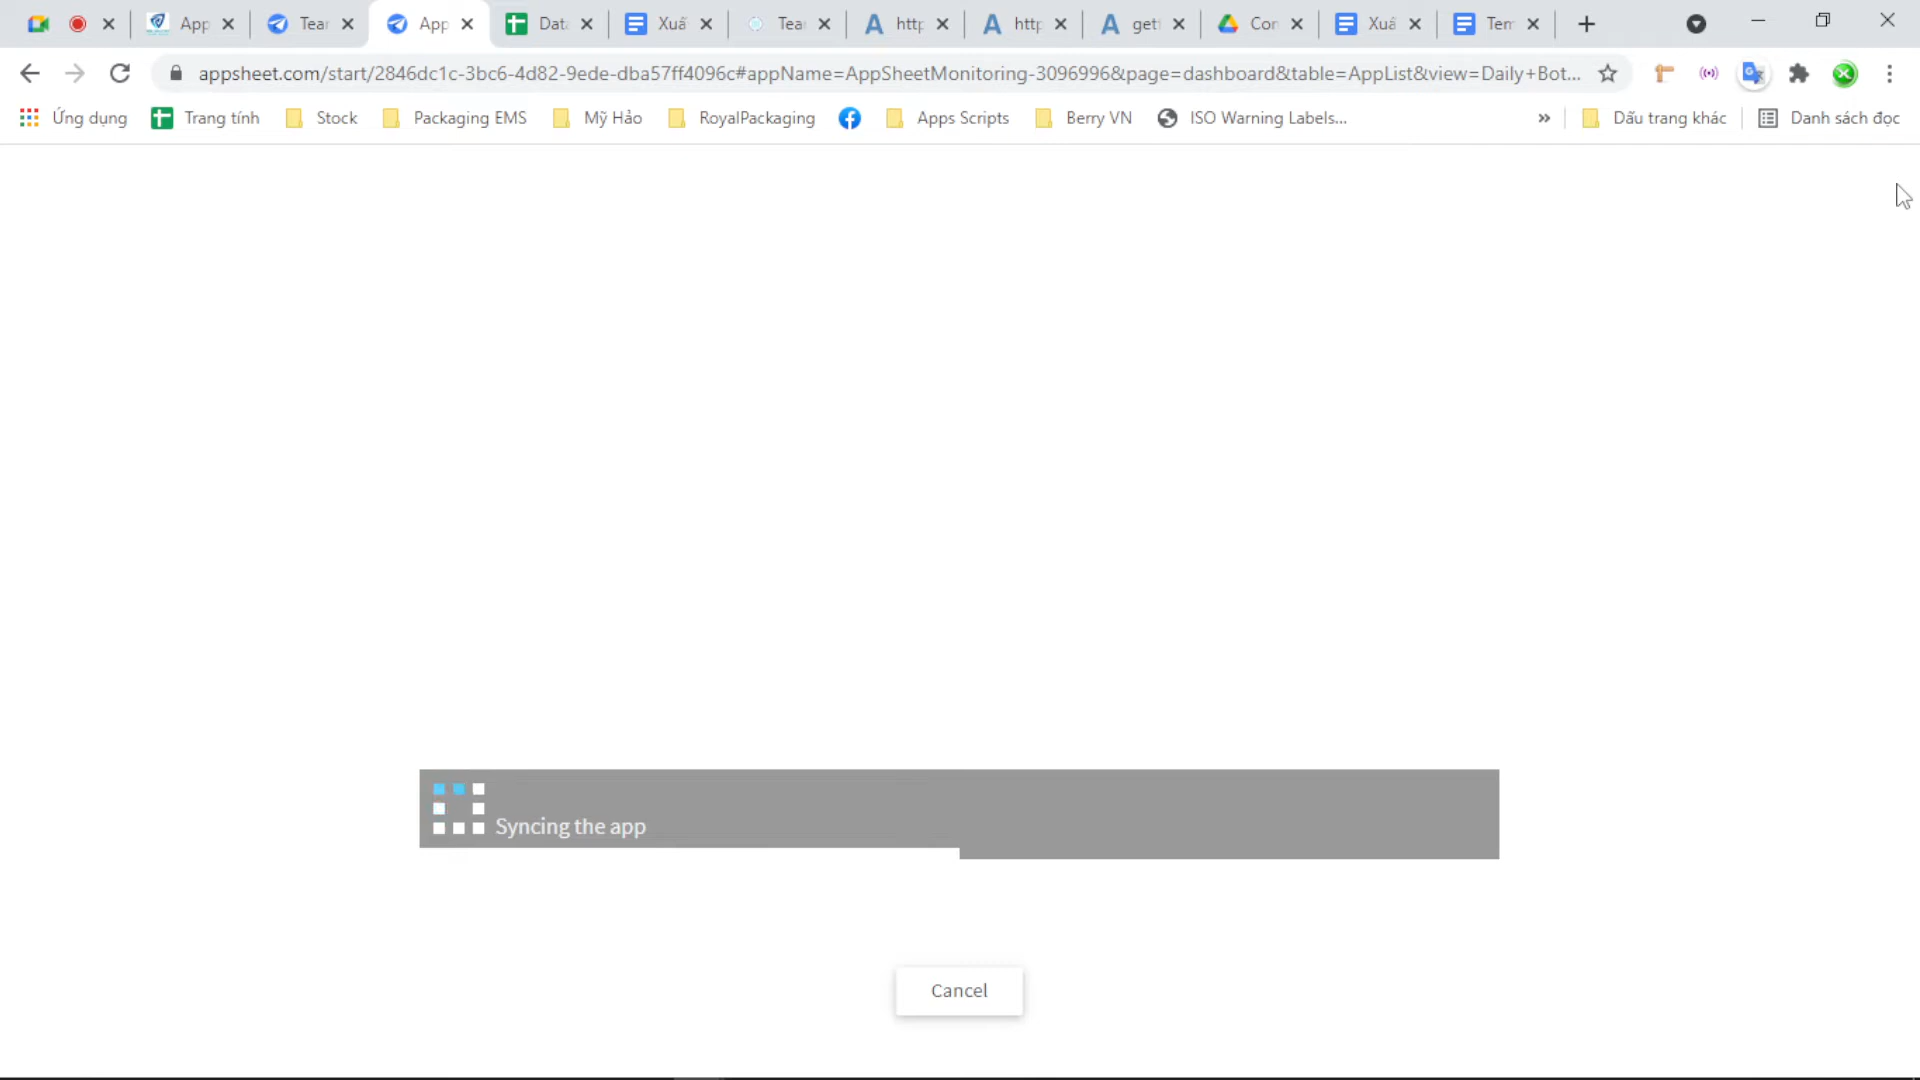 App
Tear
App
Dat
Xuấ
Tea
http
http
get
Con
Xuấ
Tem
appsheet.com/start/2846dc1c-3bc6-4d82-9ede-dba57ff4096c#appName=AppSheetMonitoring-3096996&page=dashboard&table=AppList&view=Daily+Bot...
Ứng dụng
Trang tính
Stock
Packaging EMS
Mỹ Hảo
RoyalPackaging
Apps Scripts
Berry VN
ISO Warning Labels...
»
Dấu trang khác
Danh sách đọc
Syncing the app
Cancel